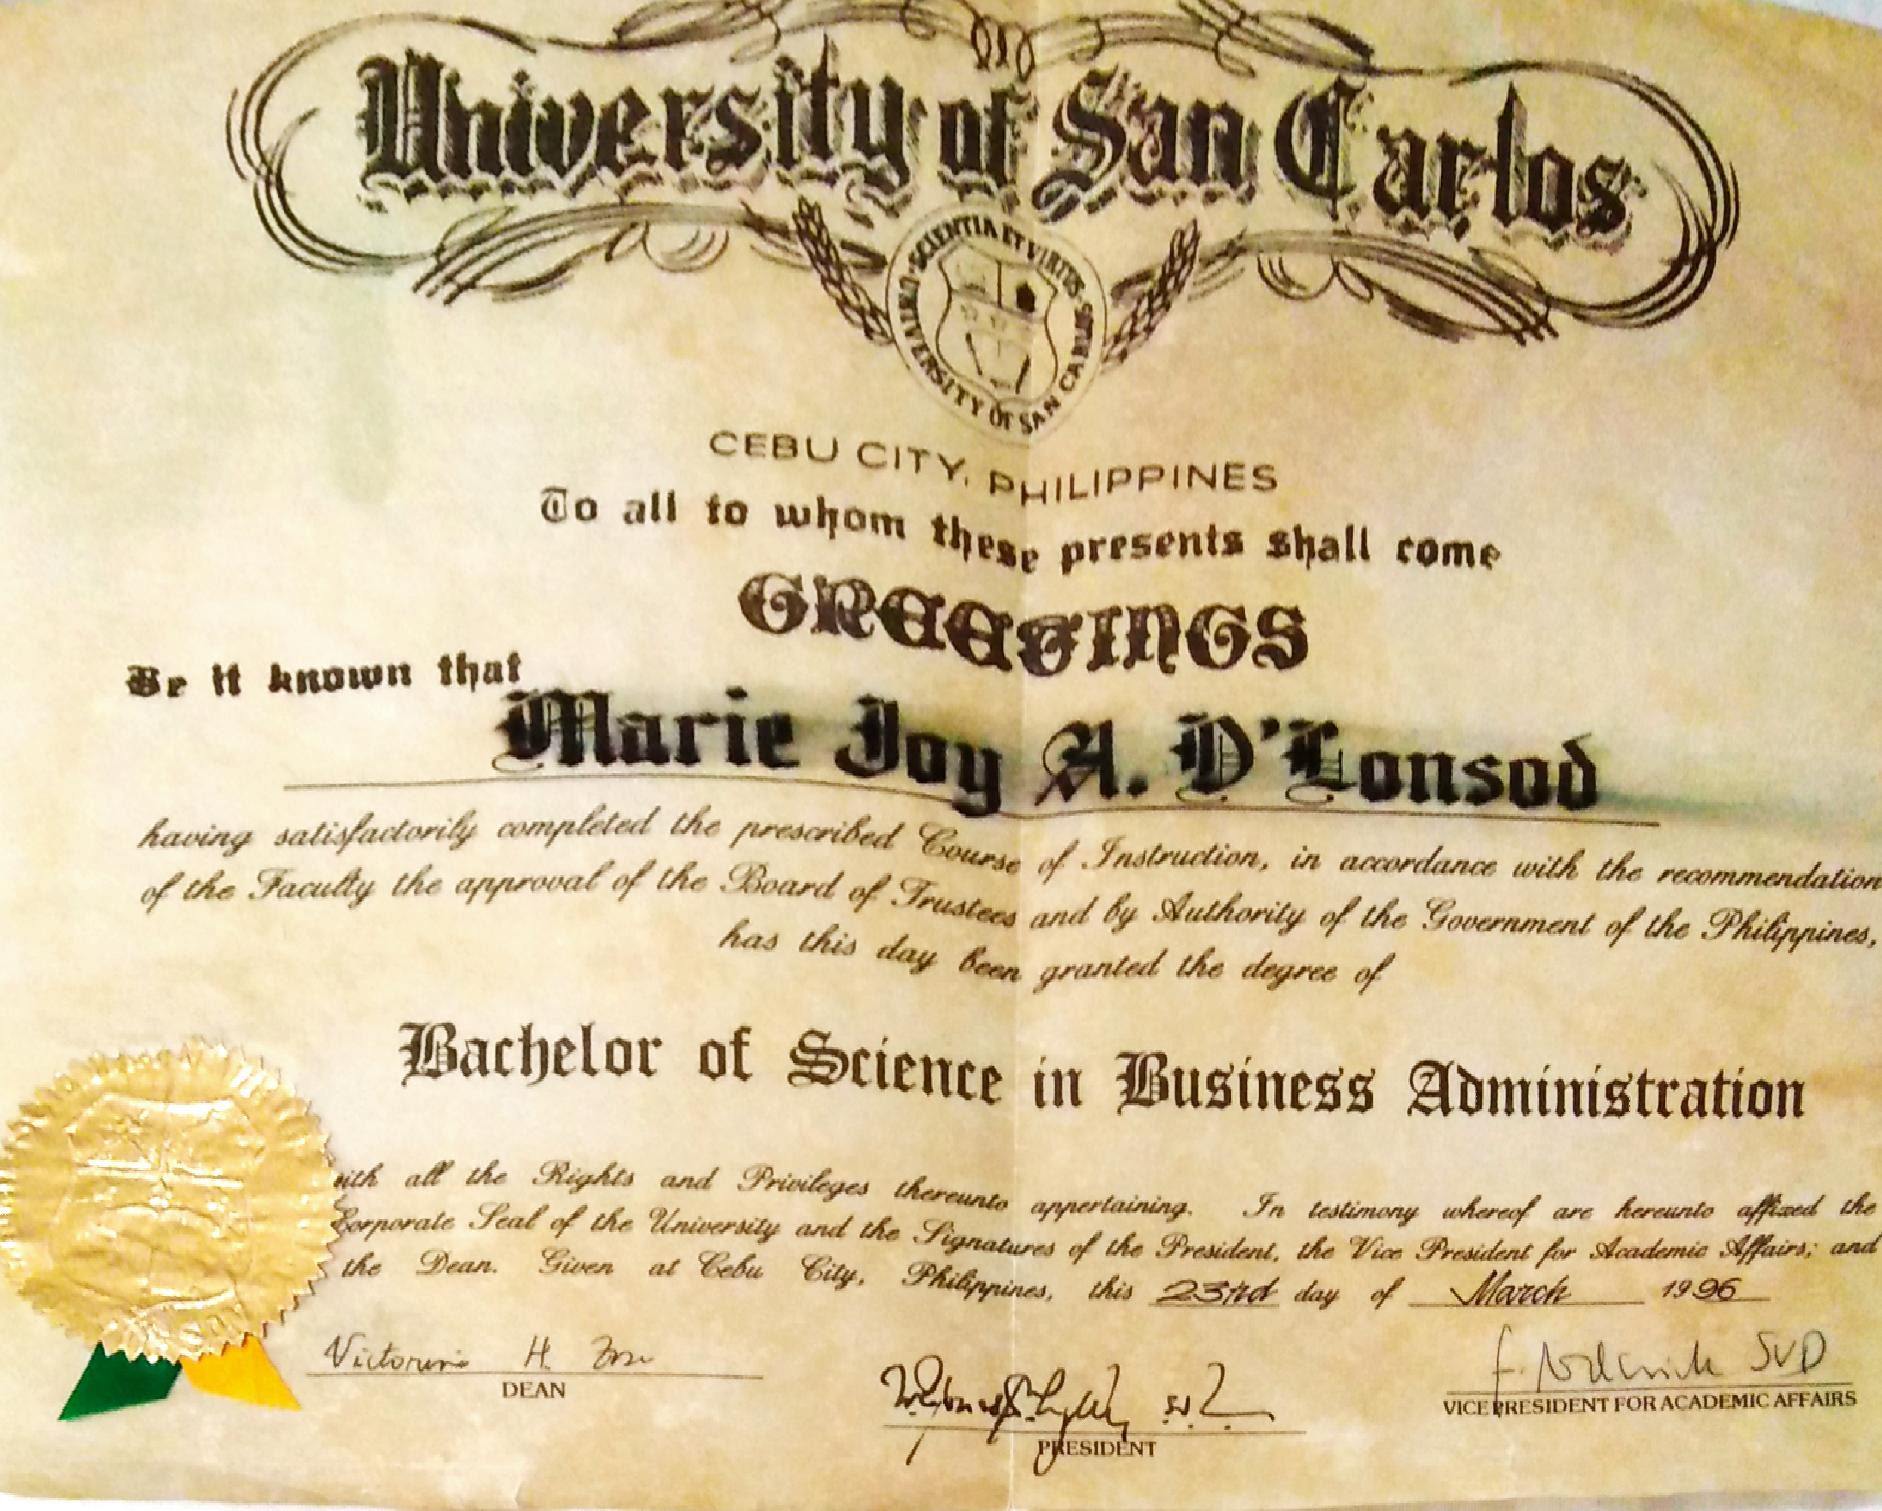 University of San Carlos
SCIENTIA ET VIRTUS
UNIVERSITY OF SAN CARLOS
CEBU CITY, PHILIPPINES
To all to whom these presents shall come
GREETINGS
Be it known that
Marie Joy A. D'Lonsod
having satisfactorily completed the prescribed Course of Instruction, in accordance with the recommendation
of the Faculty the approval of the Board of Trustees and by Authority of the Government of the Philippines,
has this day been granted the degree of
Bachelor of Science in Business Administration
with all the Rights and Privileges thereunto appertaining. In testimony whereof are hereunto affixed the
Corporate Seal of the University and the Signatures of the President, the Vice President for Academic Affairs; and
the Dean. Given at Cebu City, Philippines, this 23rd day of March 1996
H.
SVD
DEAN
VICE PRESIDENT FOR ACADEMIC AFFAIRS
PRESIDENT